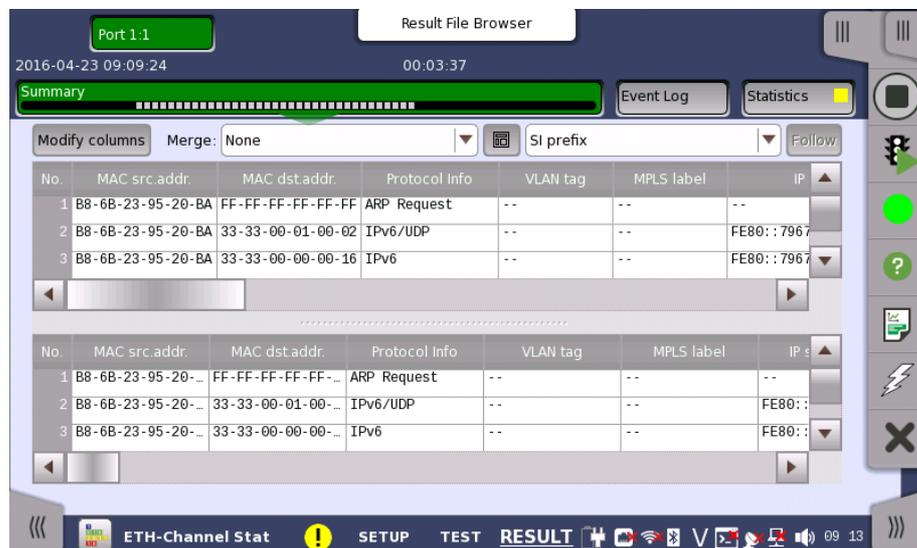 Result File Browser
Port 1:1
2016-04-23 09:09:24 00:03:37
Summary Event Log Statistics
Modify columns Merge: None SI prefix Follow
No. MAC src.addr. MAC dst.addr. Protocol Info VLAN tag MPLS label IP
1 B8-6B-23-95-20-BA FF-FF-FF-FF-FF-FF ARP Request -- -- --
2 B8-6B-23-95-20-BA 33-33-00-01-00-02 IPv6/UDP -- -- FE80::7967
3 B8-6B-23-95-20-BA 33-33-00-00-00-16 IPv6 -- -- FE80::7967
No. MAC src.addr. MAC dst.addr. Protocol Info VLAN tag MPLS label IP s
1 B8-6B-23-95-20-… FF-FF-FF-FF-FF-… ARP Request -- -- --
2 B8-6B-23-95-20-… 33-33-00-01-00-… IPv6/UDP -- -- FE80::
3 B8-6B-23-95-20-… 33-33-00-00-00-… IPv6 -- -- FE80::
ETH-Channel Stat SETUP TEST RESULT V 09 13